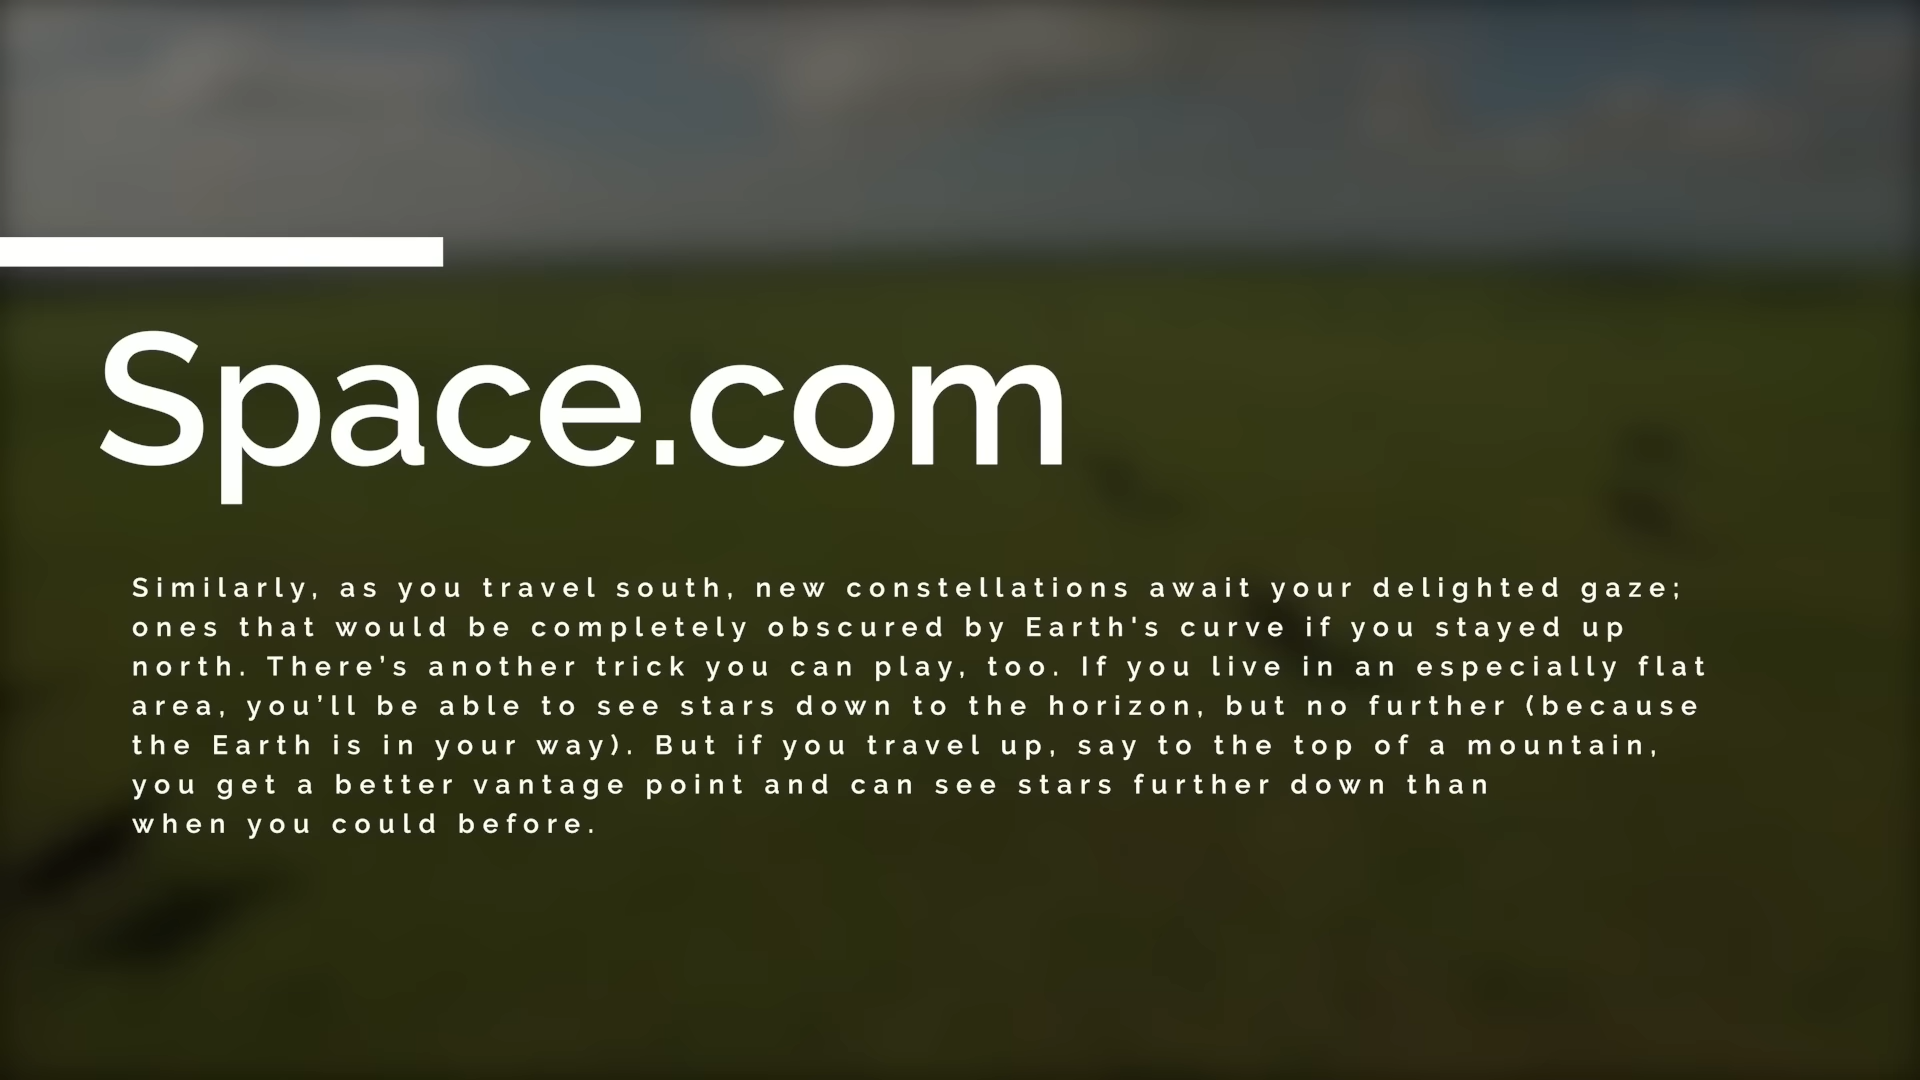 Space.com
Similarly, as you travel south, new constellations await your delighted gaze;
ones that would be completely obscured by Earth's curve if you stayed up
north. There’s another trick you can play, too. If you live in an especially flat
area, you’ll be able to see stars down to the horizon, but no further (because
the Earth is in your way). But if you travel up, say to the top of a mountain,
you get a better vantage point and can see stars further down than
when you could before.